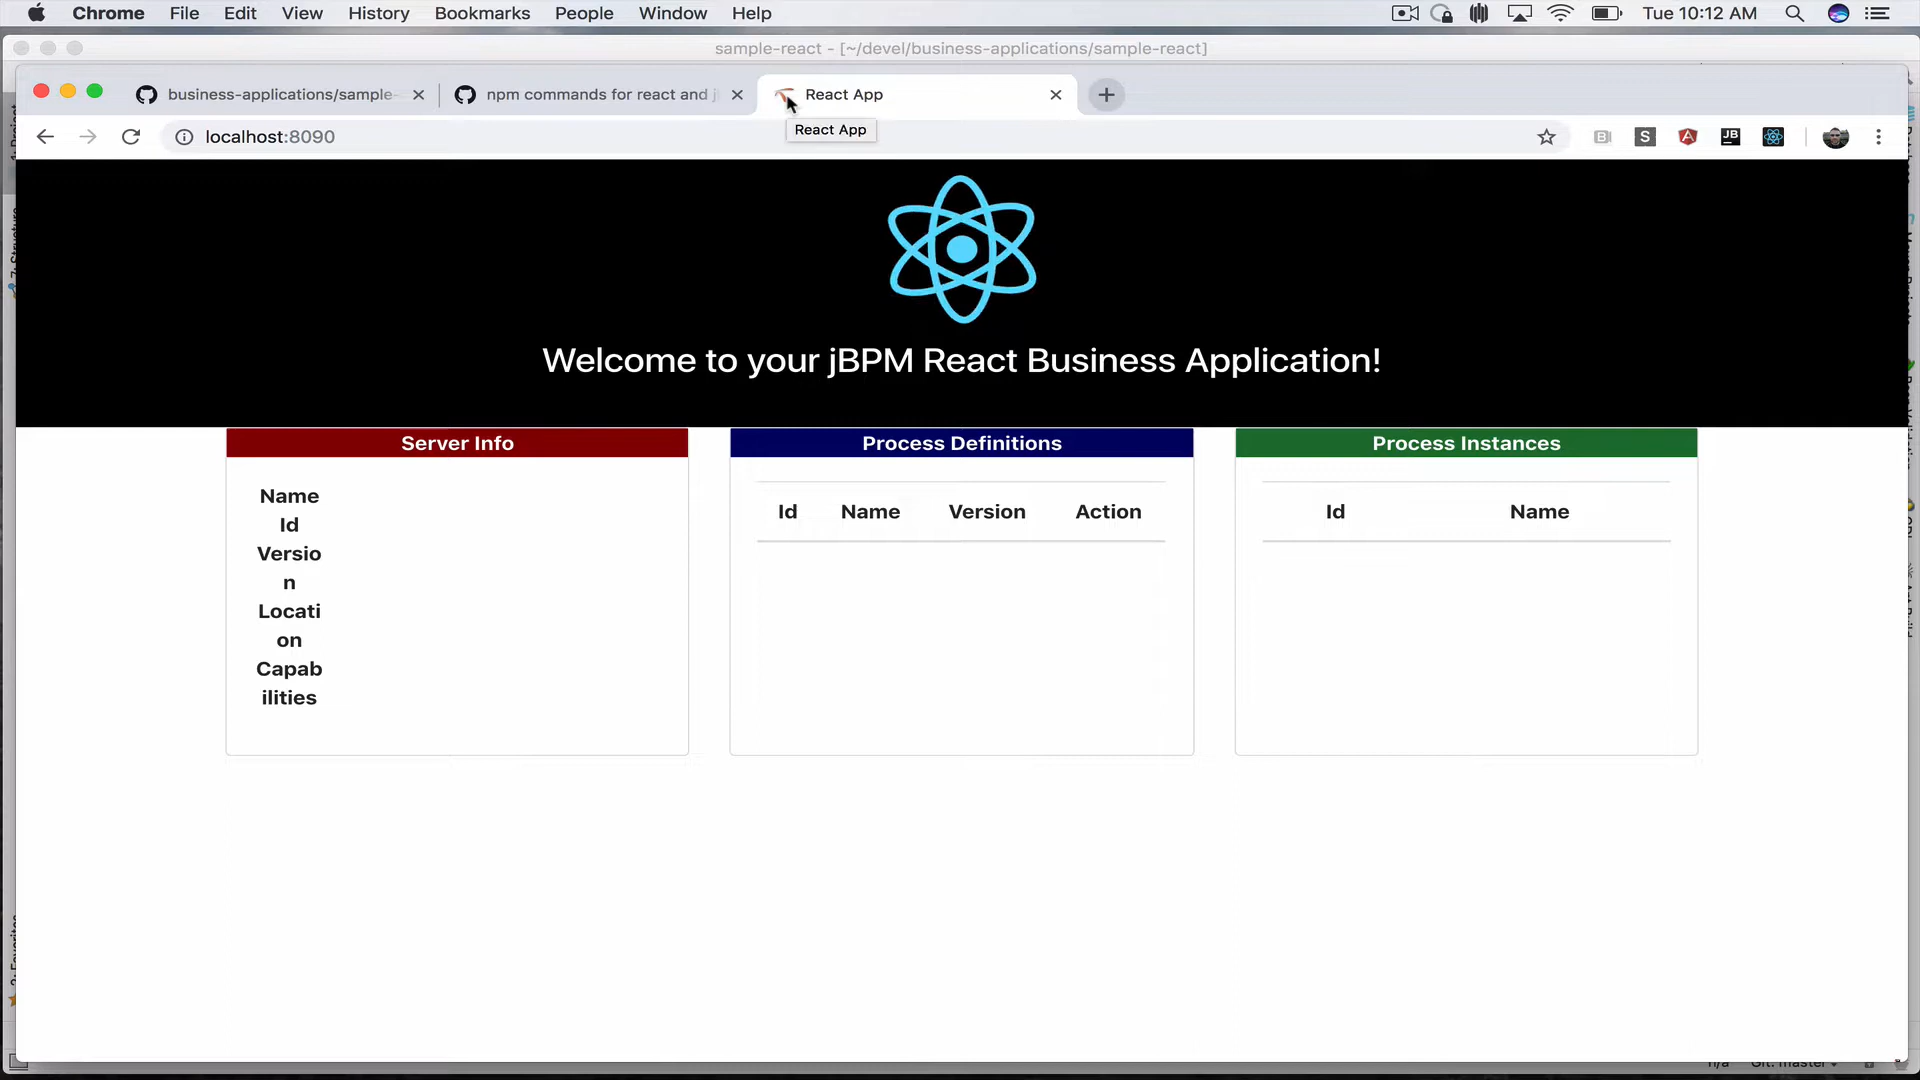 Chrome File Edit View History Bookmarks People Window Help Tue 10:12 AM
sample-react - [~/devel/business-applications/sample-react]
business-applications/sample- npm commands for react and j React App
localhost:8090 React App S JB
Welcome to your jBPM React Business Application!
Server Info
Name
Id
Versio
n
Locati
on
Capab
ilities
Process Definitions
Id Name Version Action
Process Instances
Id Name